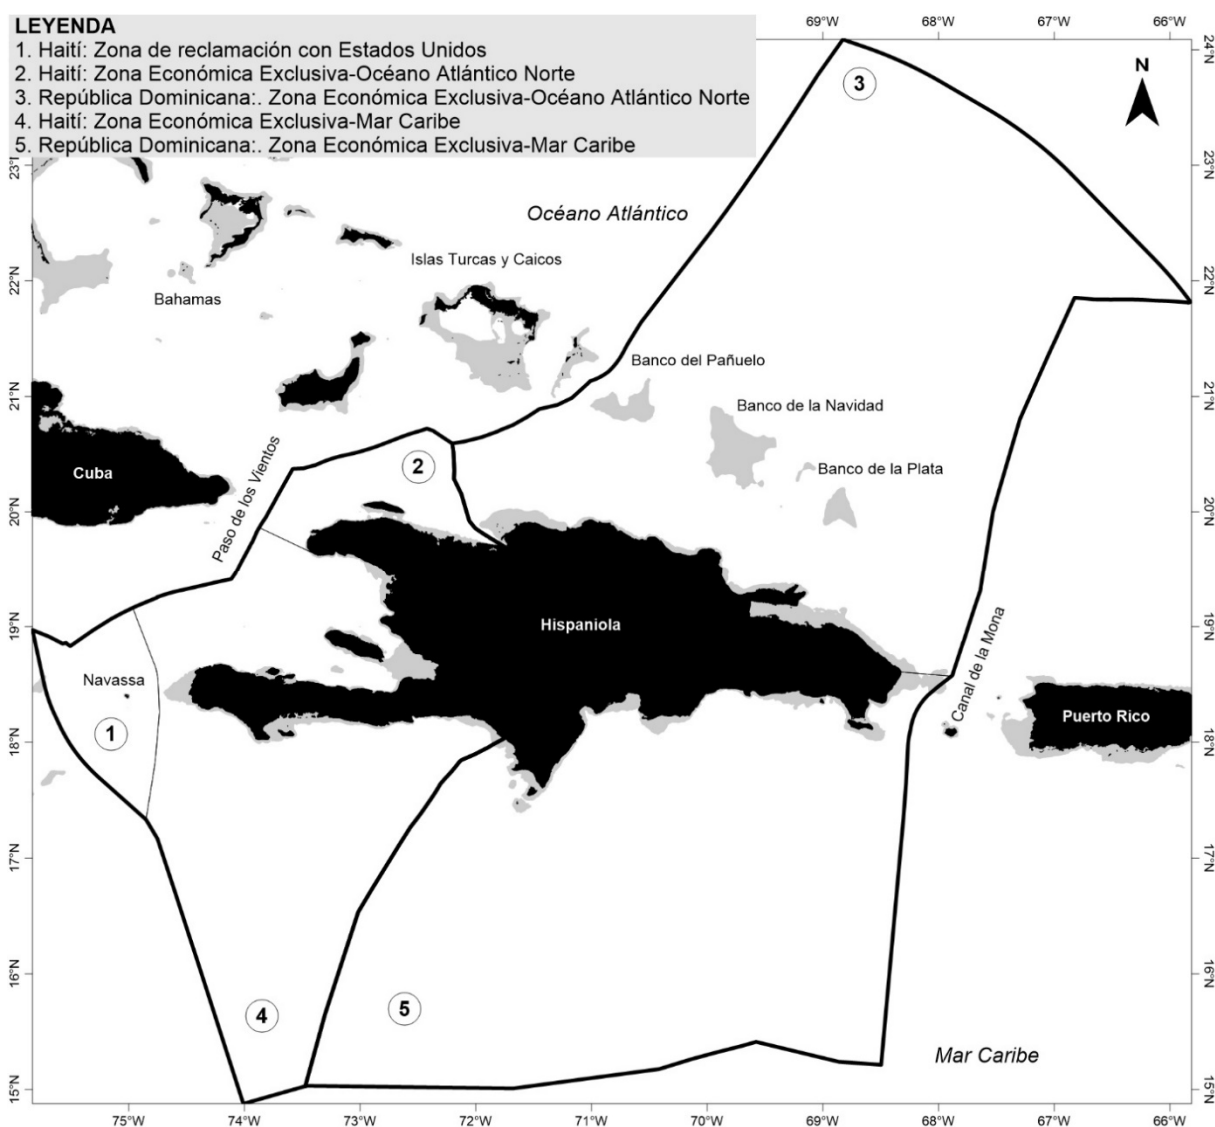 LEYENDA
1. Haití: Zona de reclamación con Estados Unidos
2. Haití: Zona Económica Exclusiva-Océano Atlántico Norte
3. República Dominicana:. Zona Económica Exclusiva-Océano Atlántico Norte
4. Haití: Zona Económica Exclusiva-Mar Caribe
5. República Dominicana:. Zona Económica Exclusiva-Mar Caribe
69°W 68°W 67°W 66°W
24°N
3
N
23°N
23°N
Océano Atlántico
Islas Turcas y Caicos
22°N
Bahamas
22°N
Banco del Pañuelo
21°N
Banco de la Navidad
21°N
2
Banco de la Plata
Cuba
Paso de los Vientos
20°N
20°N
Hispaniola
19°N
19°N
Navassa
Canal de la Mona
Puerto Rico
1
18°N
18°N
17°N
17°N
16°N
16°N
4
5
Mar Caribe
15°N
15°N
75°W 74°W 73°W 72°W 71°W 70°W 69°W 68°W 67°W 66°W